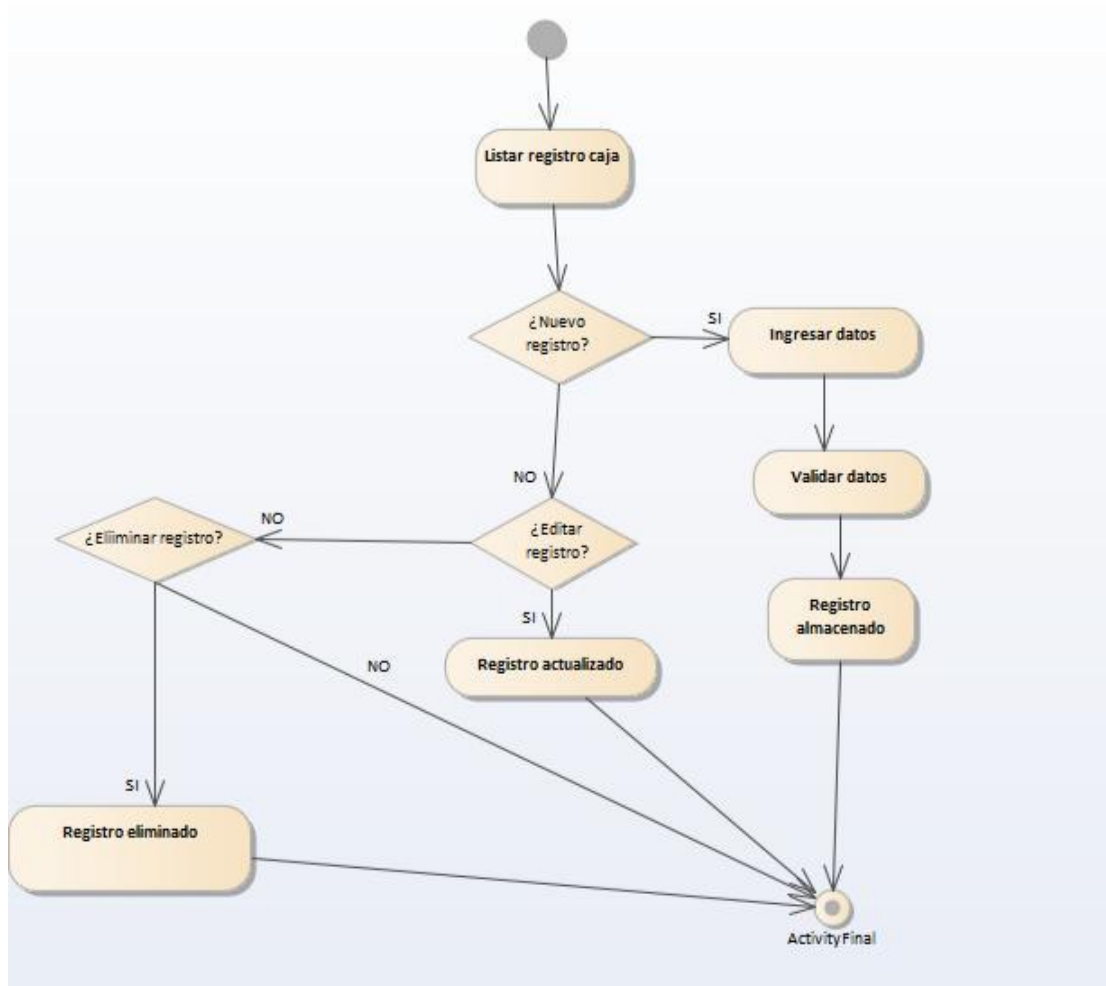 Listar registro caja
¿Nuevo
registro?
SI
Ingresar datos
Validar datos
NO
¿Editar
registro?
NO
¿Eliiminar registro?
Registro
almacenado
SI
Registro actualizado
NO
SI
Registro eliminado
ActivityFinal